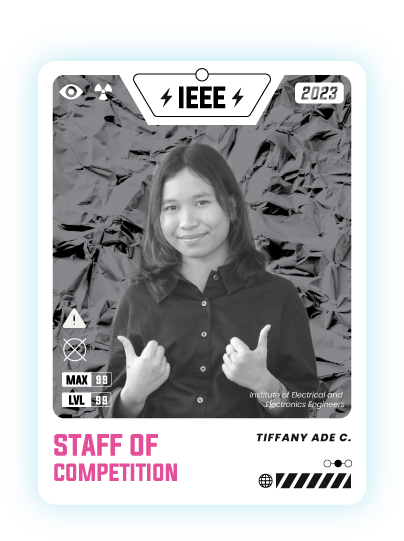 IEEE
2023
MAX 99
LVL 99
Institute of Electrical and
Electronics Engineers
STAFF OF
COMPETITION
TIFFANY ADE C.